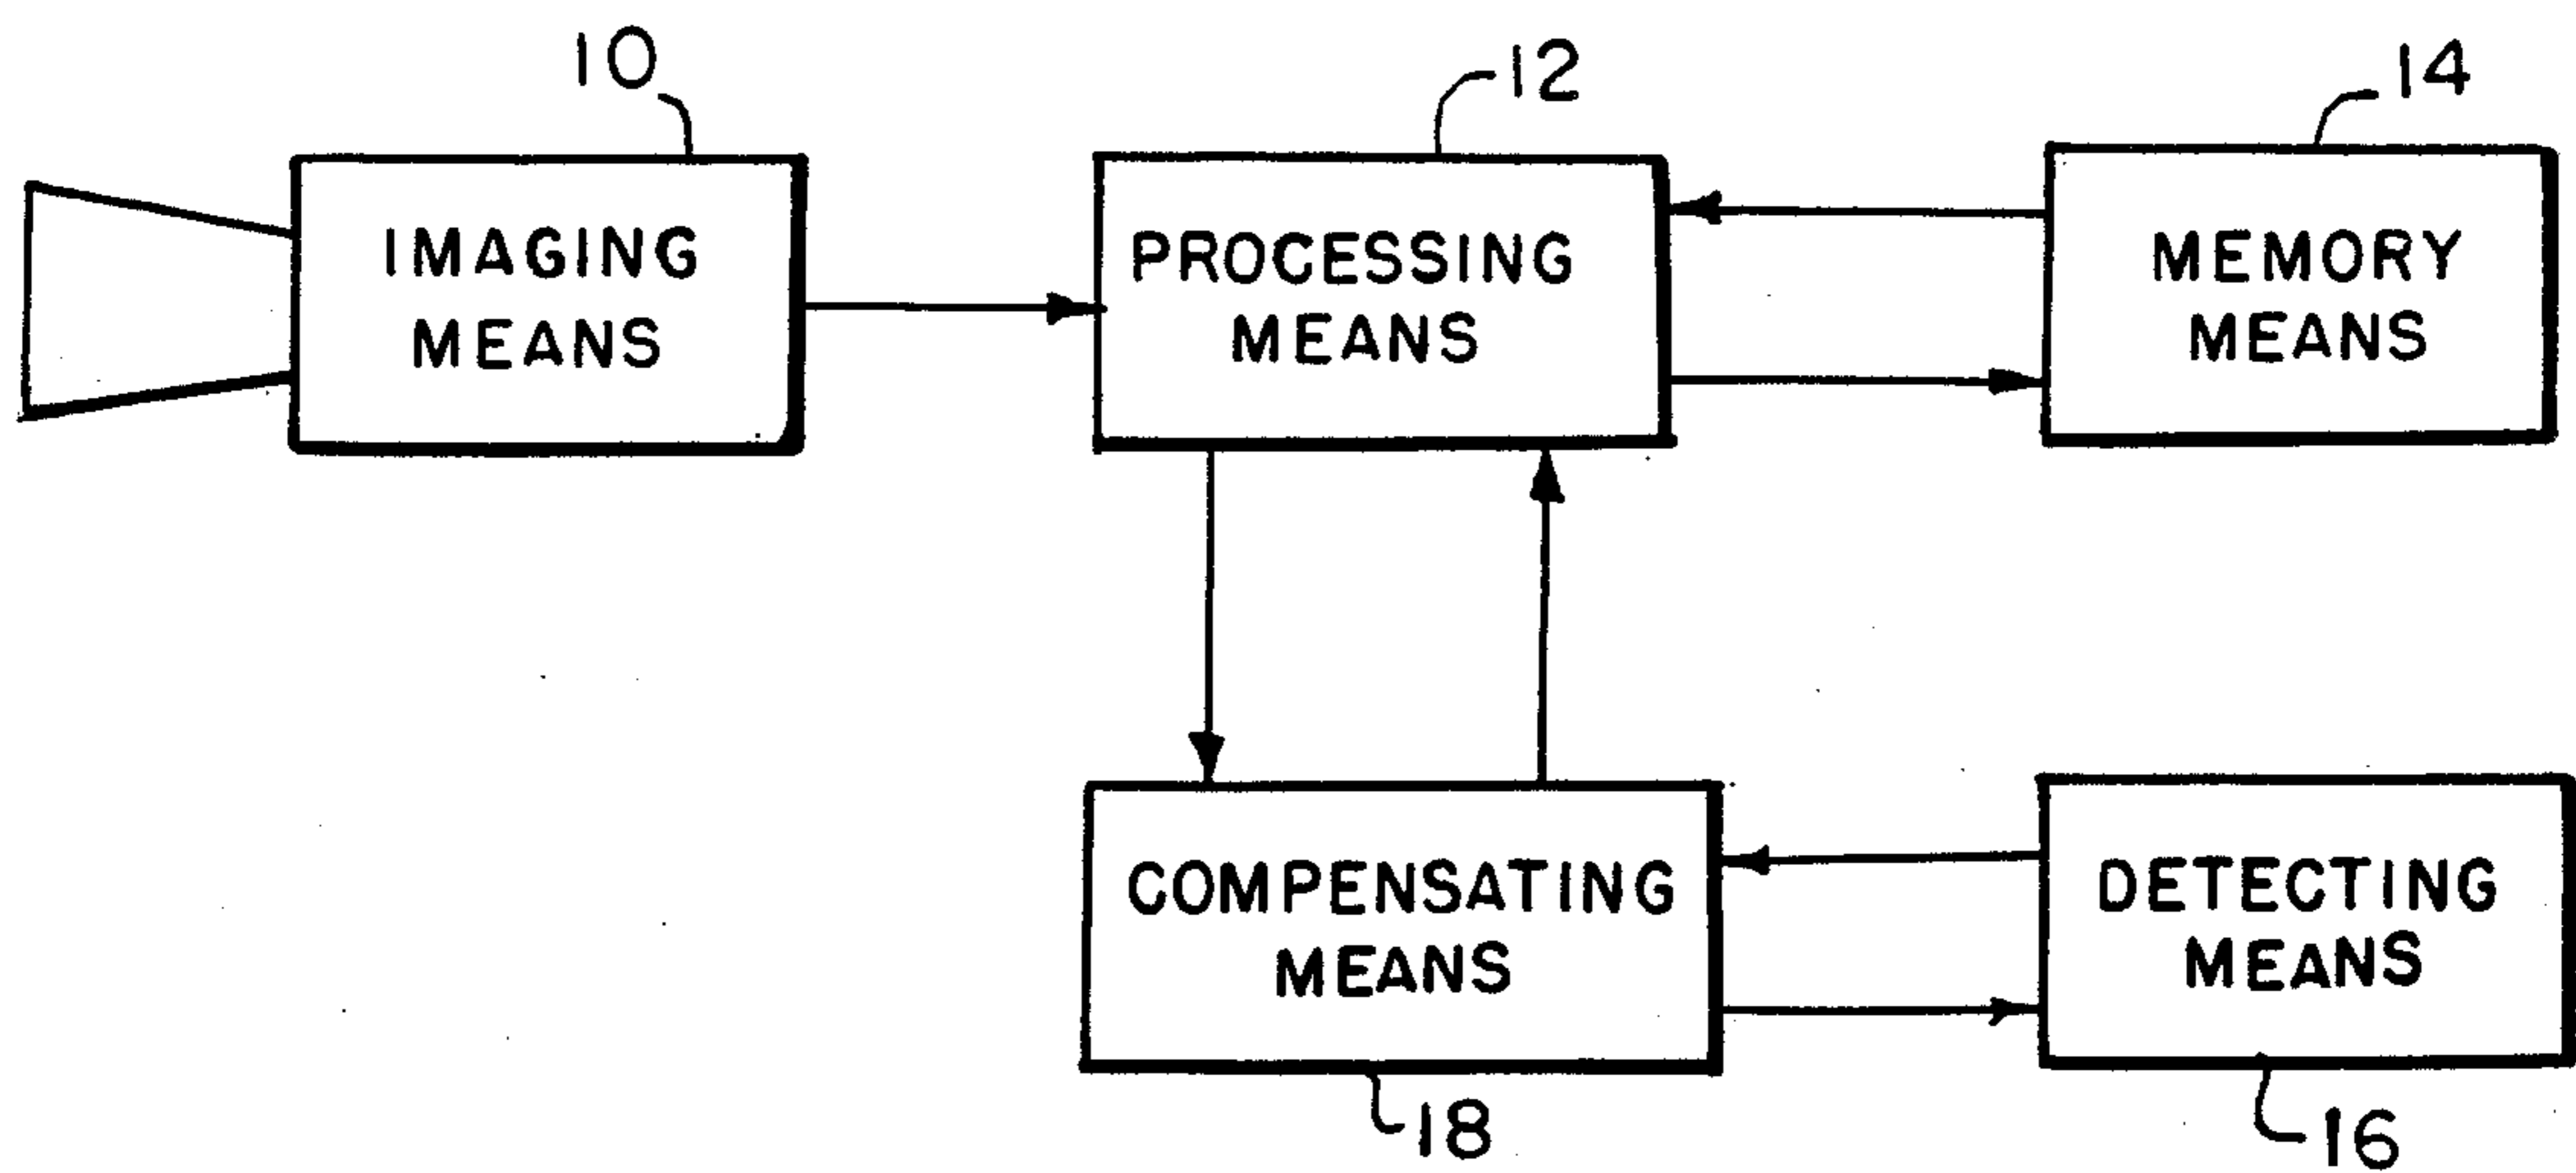 10
12
14
IMAGING
MEANS
PROCESSING
MEANS
MEMORY
MEANS
COMPENSATING
MEANS
DETECTING
MEANS
18
16